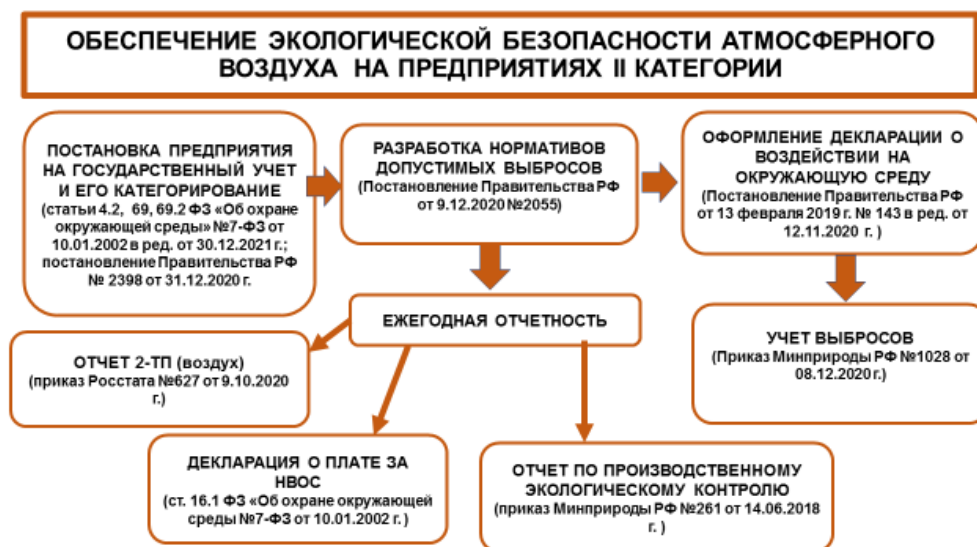 ОБЕСПЕЧЕНИЕ ЭКОЛОГИЧЕСКОЙ БЕЗОПАСНОСТИ АТМОСФЕРНОГО
ВОЗДУХА НА ПРЕДПРИЯТИЯХ II КАТЕГОРИИ
ПОСТАНОВКА ПРЕДПРИЯТИЯ
НА ГОСУДАРСТВЕННЫЙ УЧЕТ
И ЕГО КАТЕГОРИРОВАНИЕ
(статьи 4.2, 69, 69.2 ФЗ «Об охране
окружающей среды» №7-ФЗ от
10.01.2002 в ред. от 30.12.2021 г.;
постановление Правительства РФ
№ 2398 от 31.12.2020 г.
РАЗРАБОТКА НОРМАТИВОВ
ДОПУСТИМЫХ ВЫБРОСОВ
(Постановление Правительства РФ
от 9.12.2020 №2055)
ОФОРМЛЕНИЕ ДЕКЛАРАЦИИ О
ВОЗДЕЙСТВИИ НА
ОКРУЖАЮЩУЮ СРЕДУ
(Постановление Правительства РФ
от 13 февраля 2019 г. № 143 в ред. от
12.11.2020 г. )
ЕЖЕГОДНАЯ ОТЧЕТНОСТЬ
УЧЕТ ВЫБРОСОВ
(Приказ Минприроды РФ №1028 от
08.12.2020г.)
ОТЧЕТ 2-ТП (воздух)
(приказ Росстата №627 от 9.10.2020
г.)
ДЕКЛАРАЦИЯ О ПЛАТЕ ЗА
НВОС
(ст. 16.1 ФЗ «Об охране окружающей
среды №7-ФЗ от 10.01.2002 г. )
ОТЧЕТ ПО ПРОИЗВОДСТВЕННОМУ
ЭКОЛОГИЧЕСКОМУ КОНТРОЛЮ
(приказ Минприроды РФ №261 от 14.06.2018
г. )